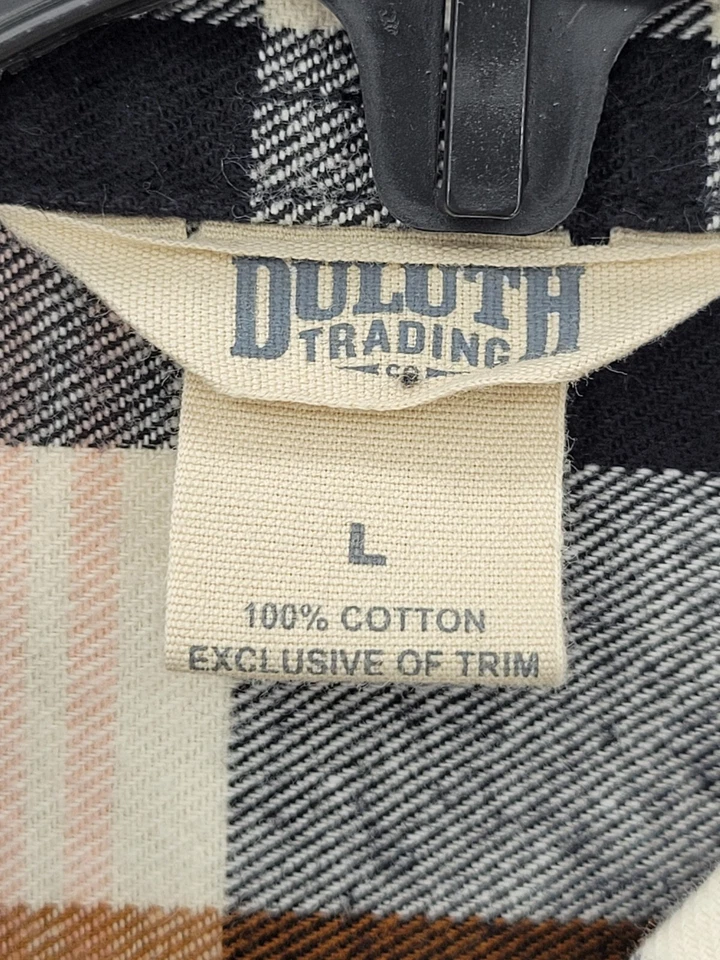 DULUTH
TRADING
CO
L
100% COTTON
EXCLUSIVE OF TRIM